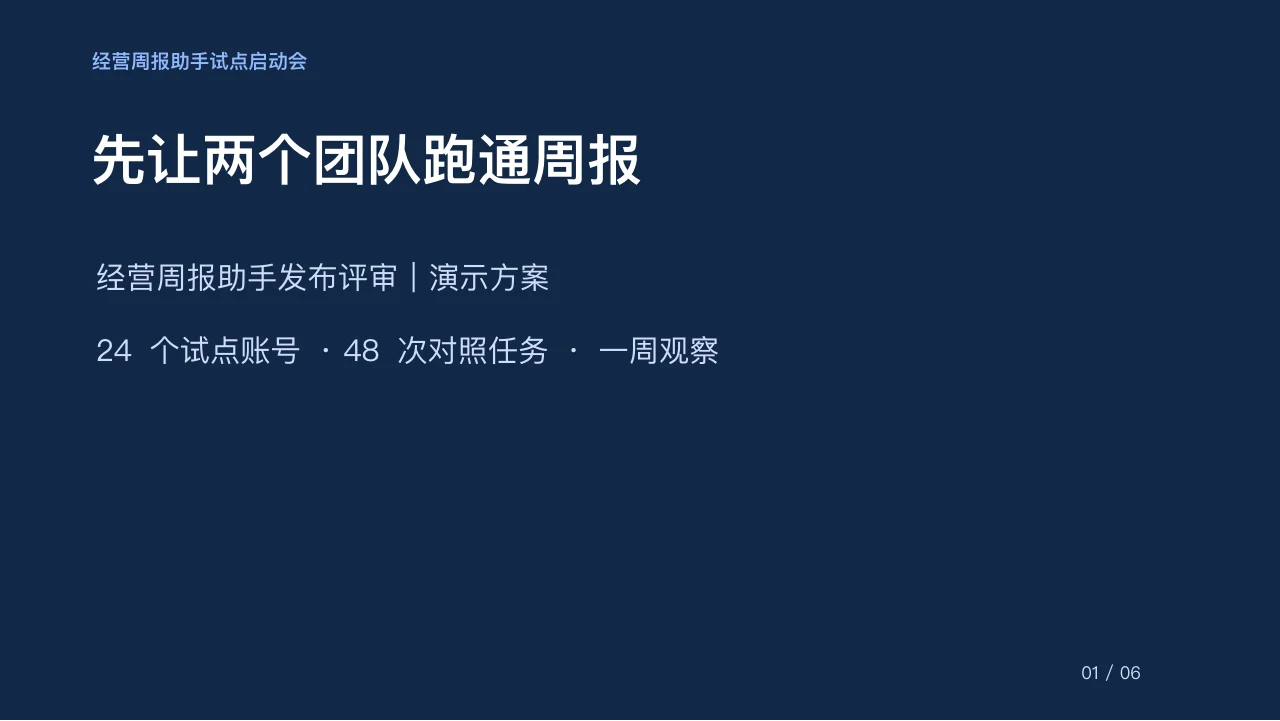 经营周报助手试点启动会
先让两个团队跑通周报
经营周报助手发布评审｜演示方案
24 个试点账号 · 48 次对照任务 · 一周观察
01 / 06